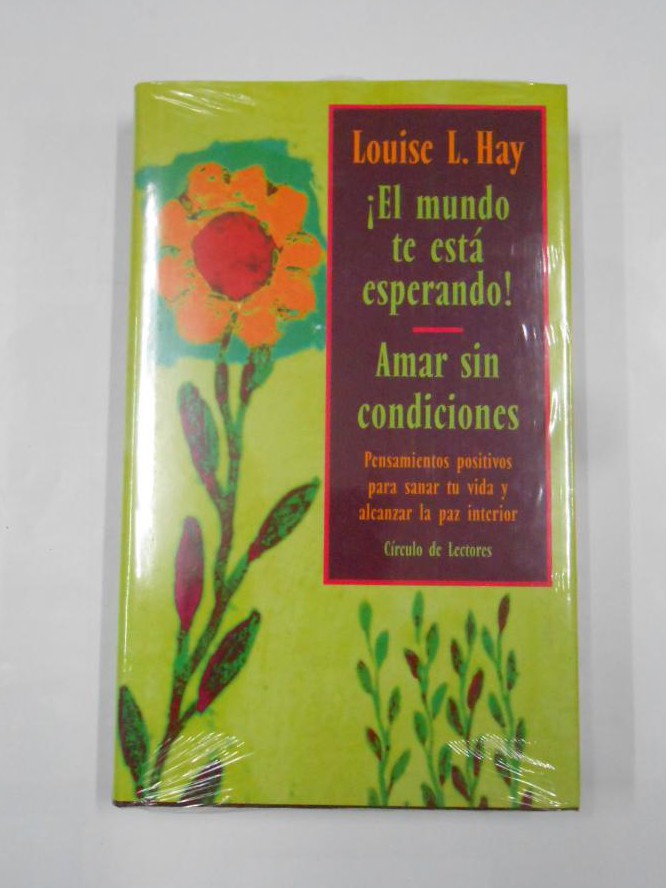 Louise L. Hay
¡El mundo
te está
esperando!
Amar sin
condiciones
Pensamientos positivos
para sanar tu vida y
alcanzar la paz interior
Círculo de Lectores